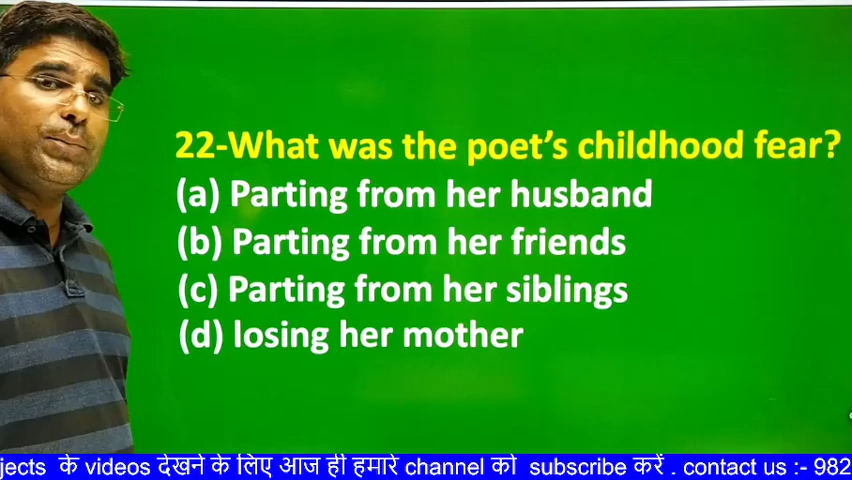 22-What was the poet's childhood fear?
(a) Parting from her husband
(b) Parting from her friends
(c) Parting from her siblings
(d) losing her mother
jects के videos देखने के लिए आज ही हमारे channel को subscribe करें . contact us :- 982